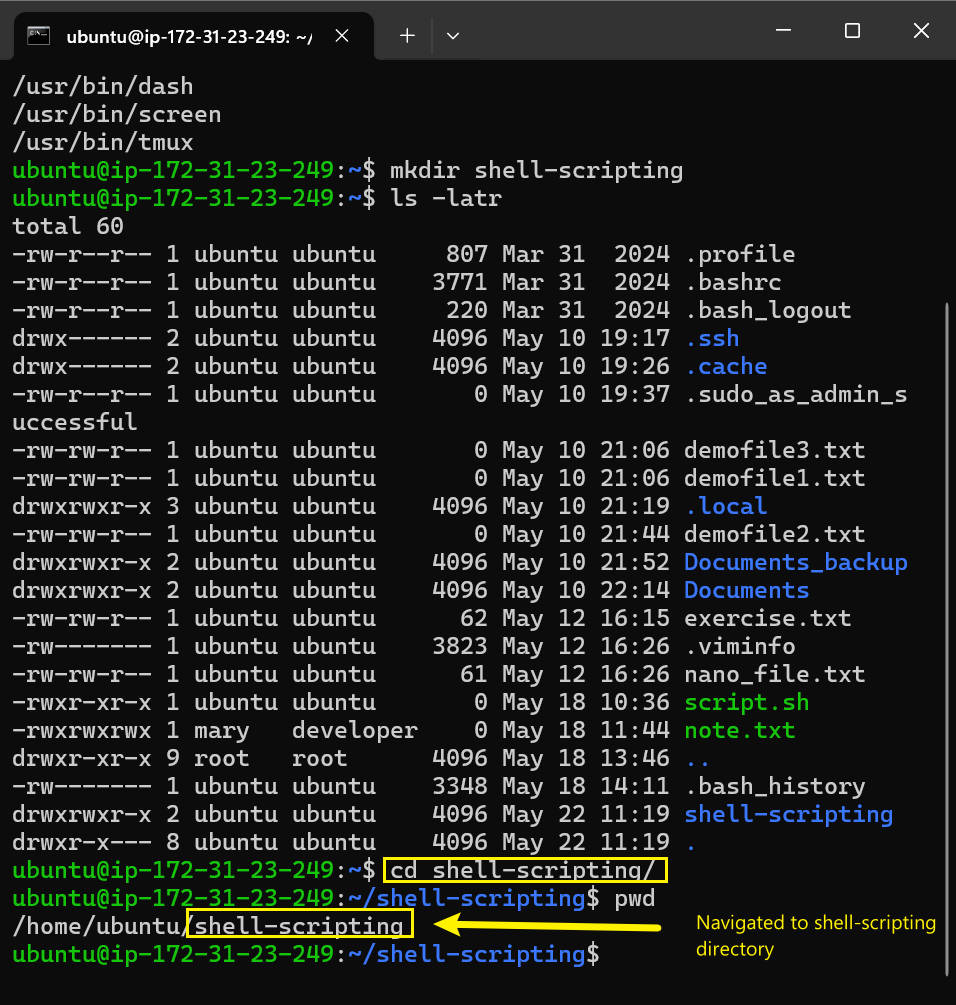 ubuntu@ip-172-31-23-249: ~/
/usr/bin/dash
/usr/bin/screen
/usr/bin/tmux
ubuntu@ip-172-31-23-249:~$ mkdir shell-scripting
ubuntu@ip-172-31-23-249:~$ ls -latr
total 60
-rw-r--r-- 1 ubuntu ubuntu     807 Mar 31  2024 .profile
-rw-r--r-- 1 ubuntu ubuntu    3771 Mar 31  2024 .bashrc
-rw-r--r-- 1 ubuntu ubuntu     220 Mar 31  2024 .bash_logout
drwx------ 2 ubuntu ubuntu    4096 May 10 19:17 .ssh
drwx------ 2 ubuntu ubuntu    4096 May 10 19:26 .cache
-rw-r--r-- 1 ubuntu ubuntu       0 May 10 19:37 .sudo_as_admin_s
uccessful
-rw-rw-r-- 1 ubuntu ubuntu       0 May 10 21:06 demofile3.txt
-rw-rw-r-- 1 ubuntu ubuntu       0 May 10 21:06 demofile1.txt
drwxrwxr-x 3 ubuntu ubuntu    4096 May 10 21:19 .local
-rw-rw-r-- 1 ubuntu ubuntu       0 May 10 21:44 demofile2.txt
drwxrwxr-x 2 ubuntu ubuntu    4096 May 10 21:52 Documents_backup
drwxrwxr-x 2 ubuntu ubuntu    4096 May 10 22:14 Documents
-rw-rw-r-- 1 ubuntu ubuntu      62 May 12 16:15 exercise.txt
-rw------- 1 ubuntu ubuntu    3823 May 12 16:26 .viminfo
-rw-rw-r-- 1 ubuntu ubuntu      61 May 12 16:26 nano_file.txt
-rwxr-xr-x 1 ubuntu ubuntu       0 May 18 10:36 script.sh
-rwxrwxrwx 1 mary   developer    0 May 18 11:44 note.txt
drwxr-xr-x 9 root   root      4096 May 18 13:46 ..
-rw------- 1 ubuntu ubuntu    3348 May 18 14:11 .bash_history
drwxrwxr-x 2 ubuntu ubuntu    4096 May 22 11:19 shell-scripting
drwxr-x--- 8 ubuntu ubuntu    4096 May 22 11:19 .
ubuntu@ip-172-31-23-249:~$ cd shell-scripting/
ubuntu@ip-172-31-23-249:~/shell-scripting$ pwd
/home/ubuntu/shell-scripting
Navigated to shell-scripting
directory
ubuntu@ip-172-31-23-249:~/shell-scripting$